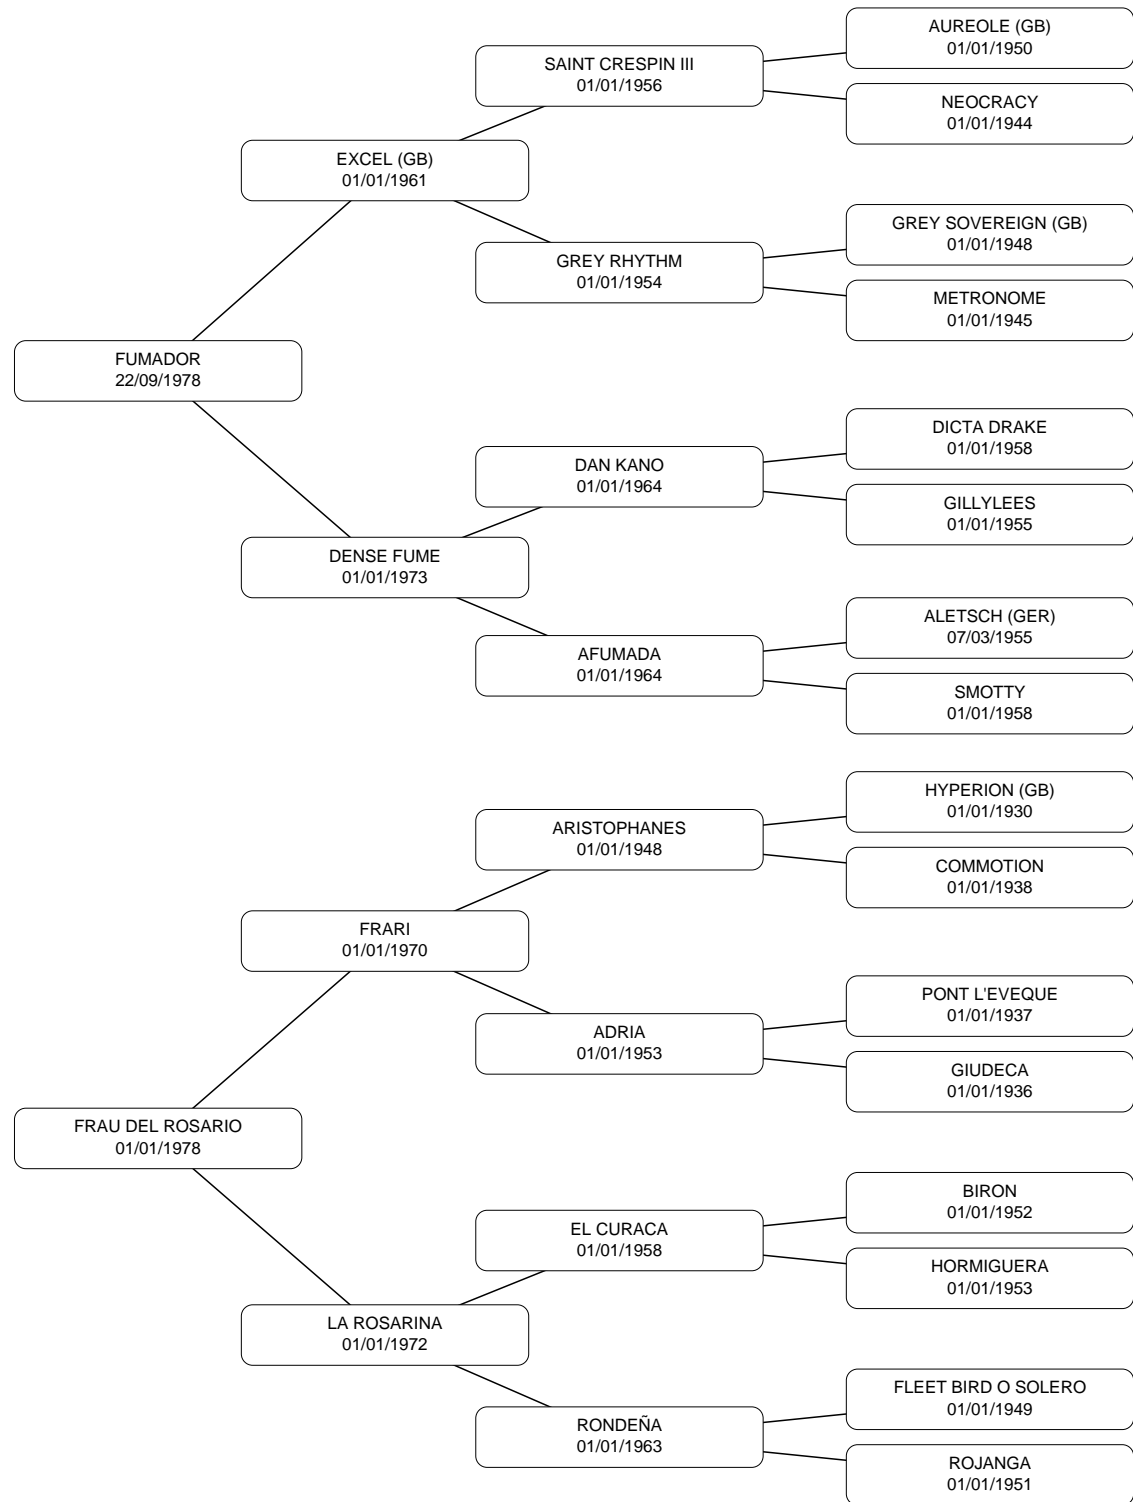 AUREOLE (GB)
01/01/1950
SAINT CRESPIN III
01/01/1956
NEOCRACY
01/01/1944
EXCEL (GB)
01/01/1961
GREY SOVEREIGN (GB)
01/01/1948
GREY RHYTHM
01/01/1954
METRONOME
01/01/1945
FUMADOR
22/09/1978
DICTA DRAKE
01/01/1958
DAN KANO
01/01/1964
GILLYLEES
01/01/1955
DENSE FUME
01/01/1973
ALETSCH (GER)
07/03/1955
AFUMADA
01/01/1964
SMOTTY
01/01/1958
HYPERION (GB)
01/01/1930
ARISTOPHANES
01/01/1948
COMMOTION
01/01/1938
FRARI
01/01/1970
PONT L'EVEQUE
01/01/1937
ADRIA
01/01/1953
GIUDECA
01/01/1936
FRAU DEL ROSARIO
01/01/1978
BIRON
01/01/1952
EL CURACA
01/01/1958
HORMIGUERA
01/01/1953
LA ROSARINA
01/01/1972
FLEET BIRD O SOLERO
01/01/1949
RONDEÑA
01/01/1963
ROJANGA
01/01/1951